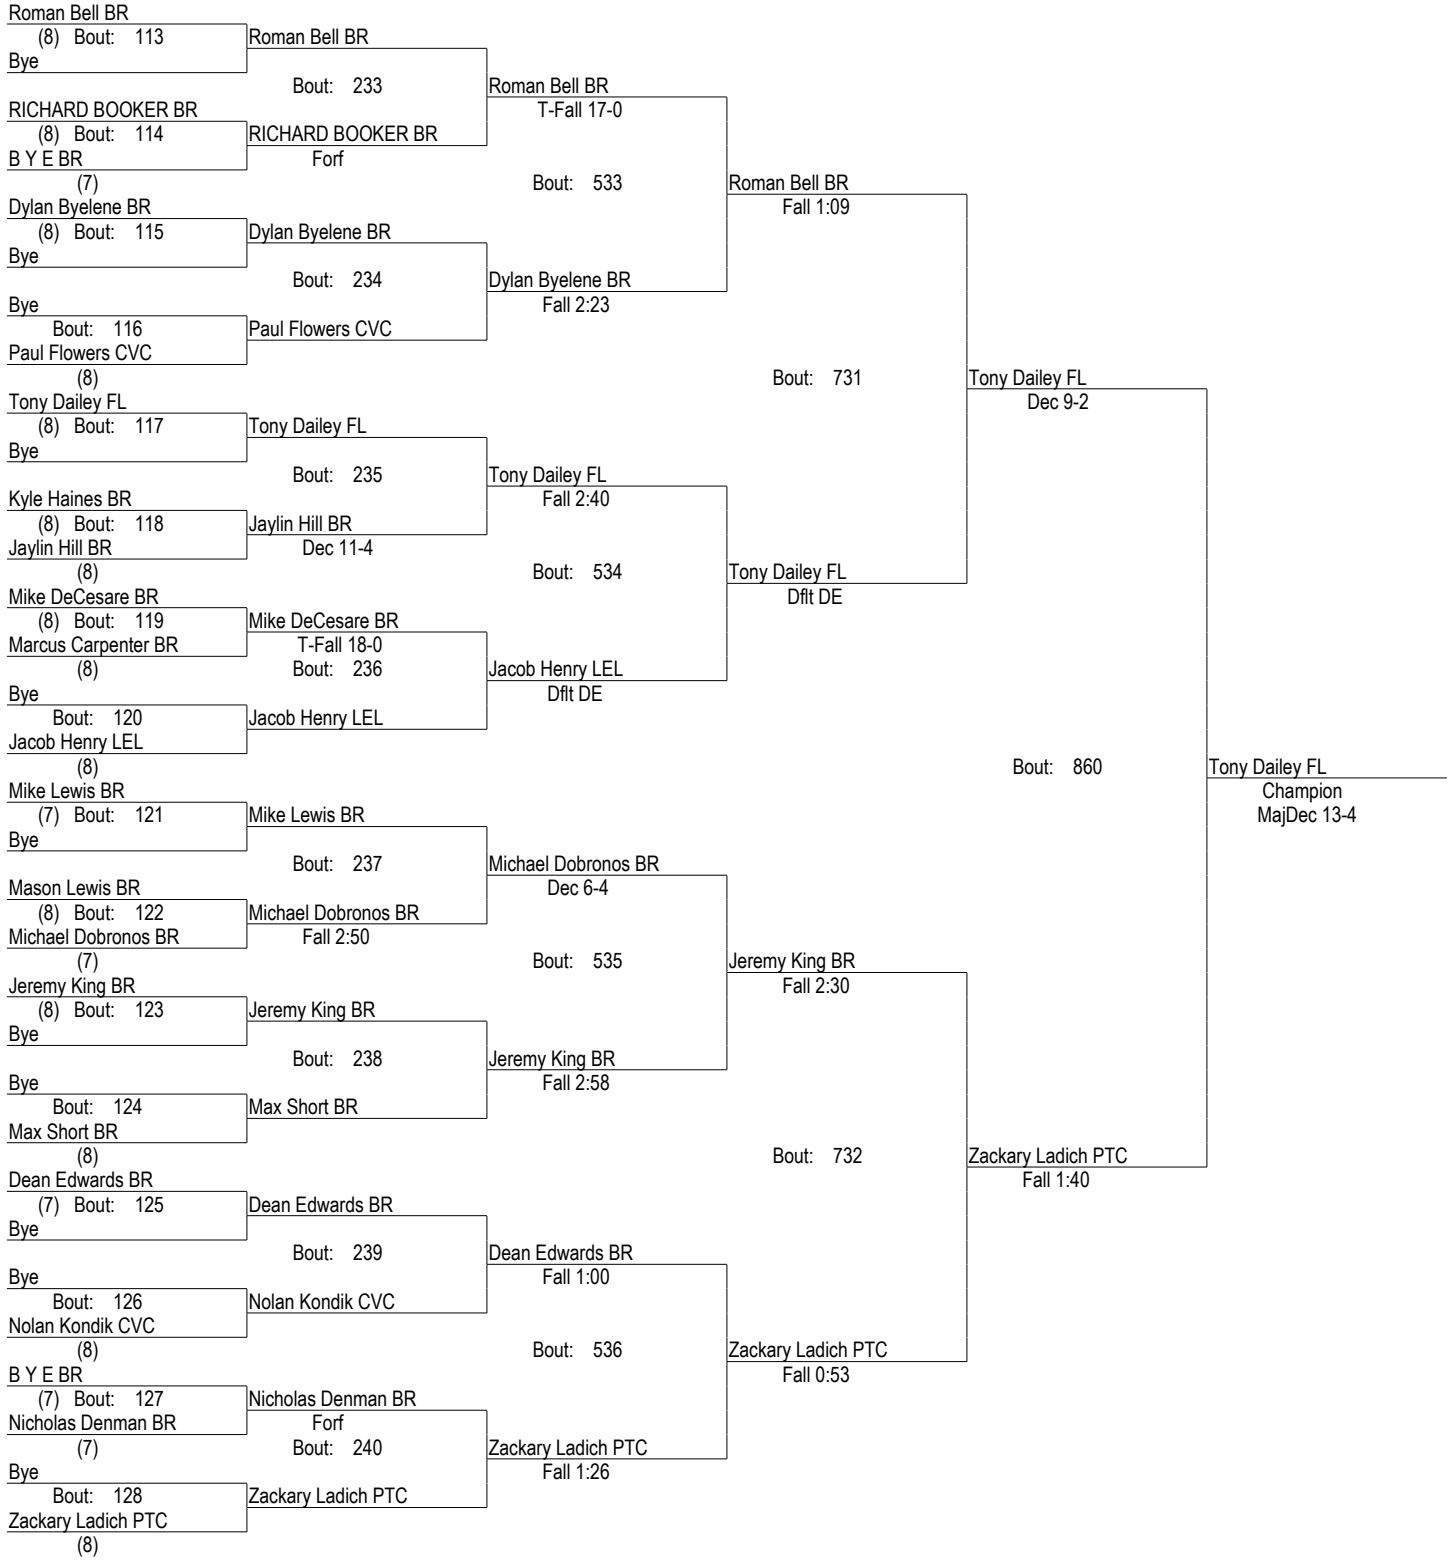 Roman Bell BR
(8) Bout: 113
Roman Bell BR
Bye
Bout: 233
Roman Bell BR
RICHARD BOOKER BR
T-Fall 17-0
(8) Bout: 114
RICHARD BOOKER BR
B Y E BR
Forf
(7)
Bout: 533
Roman Bell BR
Dylan Byelene BR
Fall 1:09
(8) Bout: 115
Dylan Byelene BR
Bye
Bout: 234
Dylan Byelene BR
Bye
Fall 2:23
Bout: 116
Paul Flowers CVC
Paul Flowers CVC
(8)
Bout: 731
Tony Dailey FL
Tony Dailey FL
Dec 9-2
(8) Bout: 117
Tony Dailey FL
Bye
Bout: 235
Tony Dailey FL
Kyle Haines BR
Fall 2:40
(8) Bout: 118
Jaylin Hill BR
Jaylin Hill BR
Dec 11-4
(8)
Bout: 534
Tony Dailey FL
Mike DeCesare BR
Dflt DE
(8) Bout: 119
Mike DeCesare BR
Marcus Carpenter BR
T-Fall 18-0
(8)
Bout: 236
Jacob Henry LEL
Bye
Dflt DE
Bout: 120
Jacob Henry LEL
Jacob Henry LEL
(8)
Bout: 860
Tony Dailey FL
Mike Lewis BR
Champion
(7) Bout: 121
Mike Lewis BR
MajDec 13-4
Bye
Bout: 237
Michael Dobronos BR
Mason Lewis BR
Dec 6-4
(8) Bout: 122
Michael Dobronos BR
Michael Dobronos BR
Fall 2:50
(7)
Bout: 535
Jeremy King BR
Jeremy King BR
Fall 2:30
(8) Bout: 123
Jeremy King BR
Bye
Bout: 238
Jeremy King BR
Bye
Fall 2:58
Bout: 124
Max Short BR
Max Short BR
(8)
Bout: 732
Zackary Ladich PTC
Dean Edwards BR
Fall 1:40
(7) Bout: 125
Dean Edwards BR
Bye
Bout: 239
Dean Edwards BR
Bye
Fall 1:00
Bout: 126
Nolan Kondik CVC
Nolan Kondik CVC
(8)
Bout: 536
Zackary Ladich PTC
B Y E BR
Fall 0:53
(7) Bout: 127
Nicholas Denman BR
Nicholas Denman BR
Forf
(7)
Bout: 240
Zackary Ladich PTC
Bye
Fall 1:26
Bout: 128
Zackary Ladich PTC
Zackary Ladich PTC
(8)